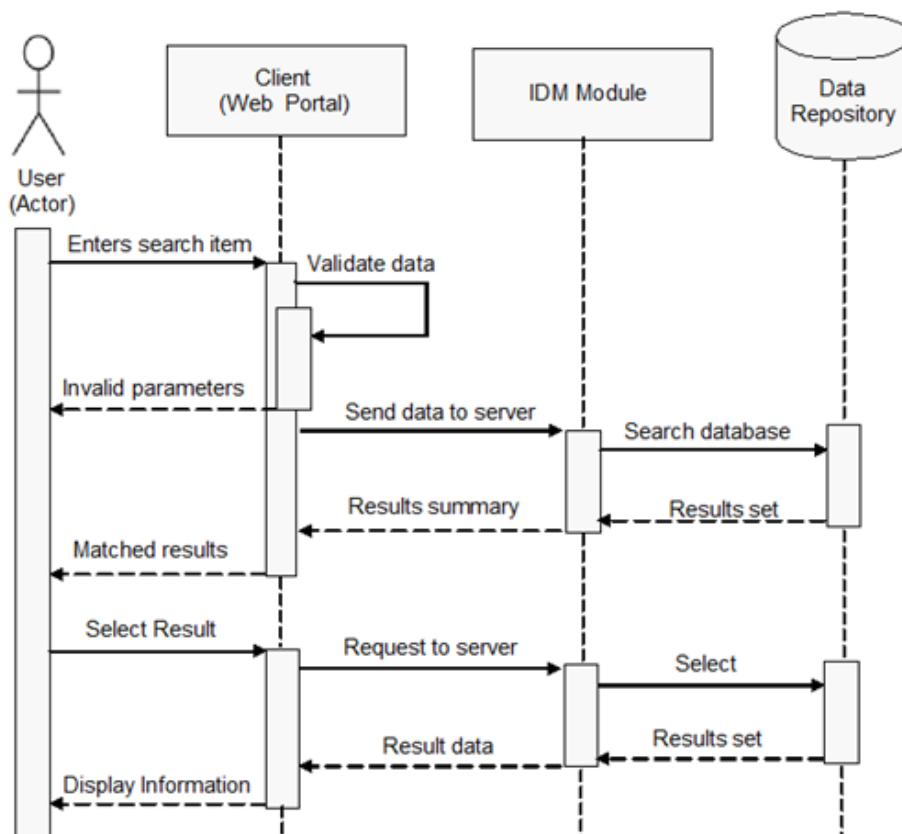 Client
(Web Portal)
IDM Module
Data
Repository
User
(Actor)
Enters search item
Validate data
Invalid parameters
Send data to server
Search database
Results summary
Results set
Matched results
Select Result
Request to server
Select
Result data
Results set
Display Information